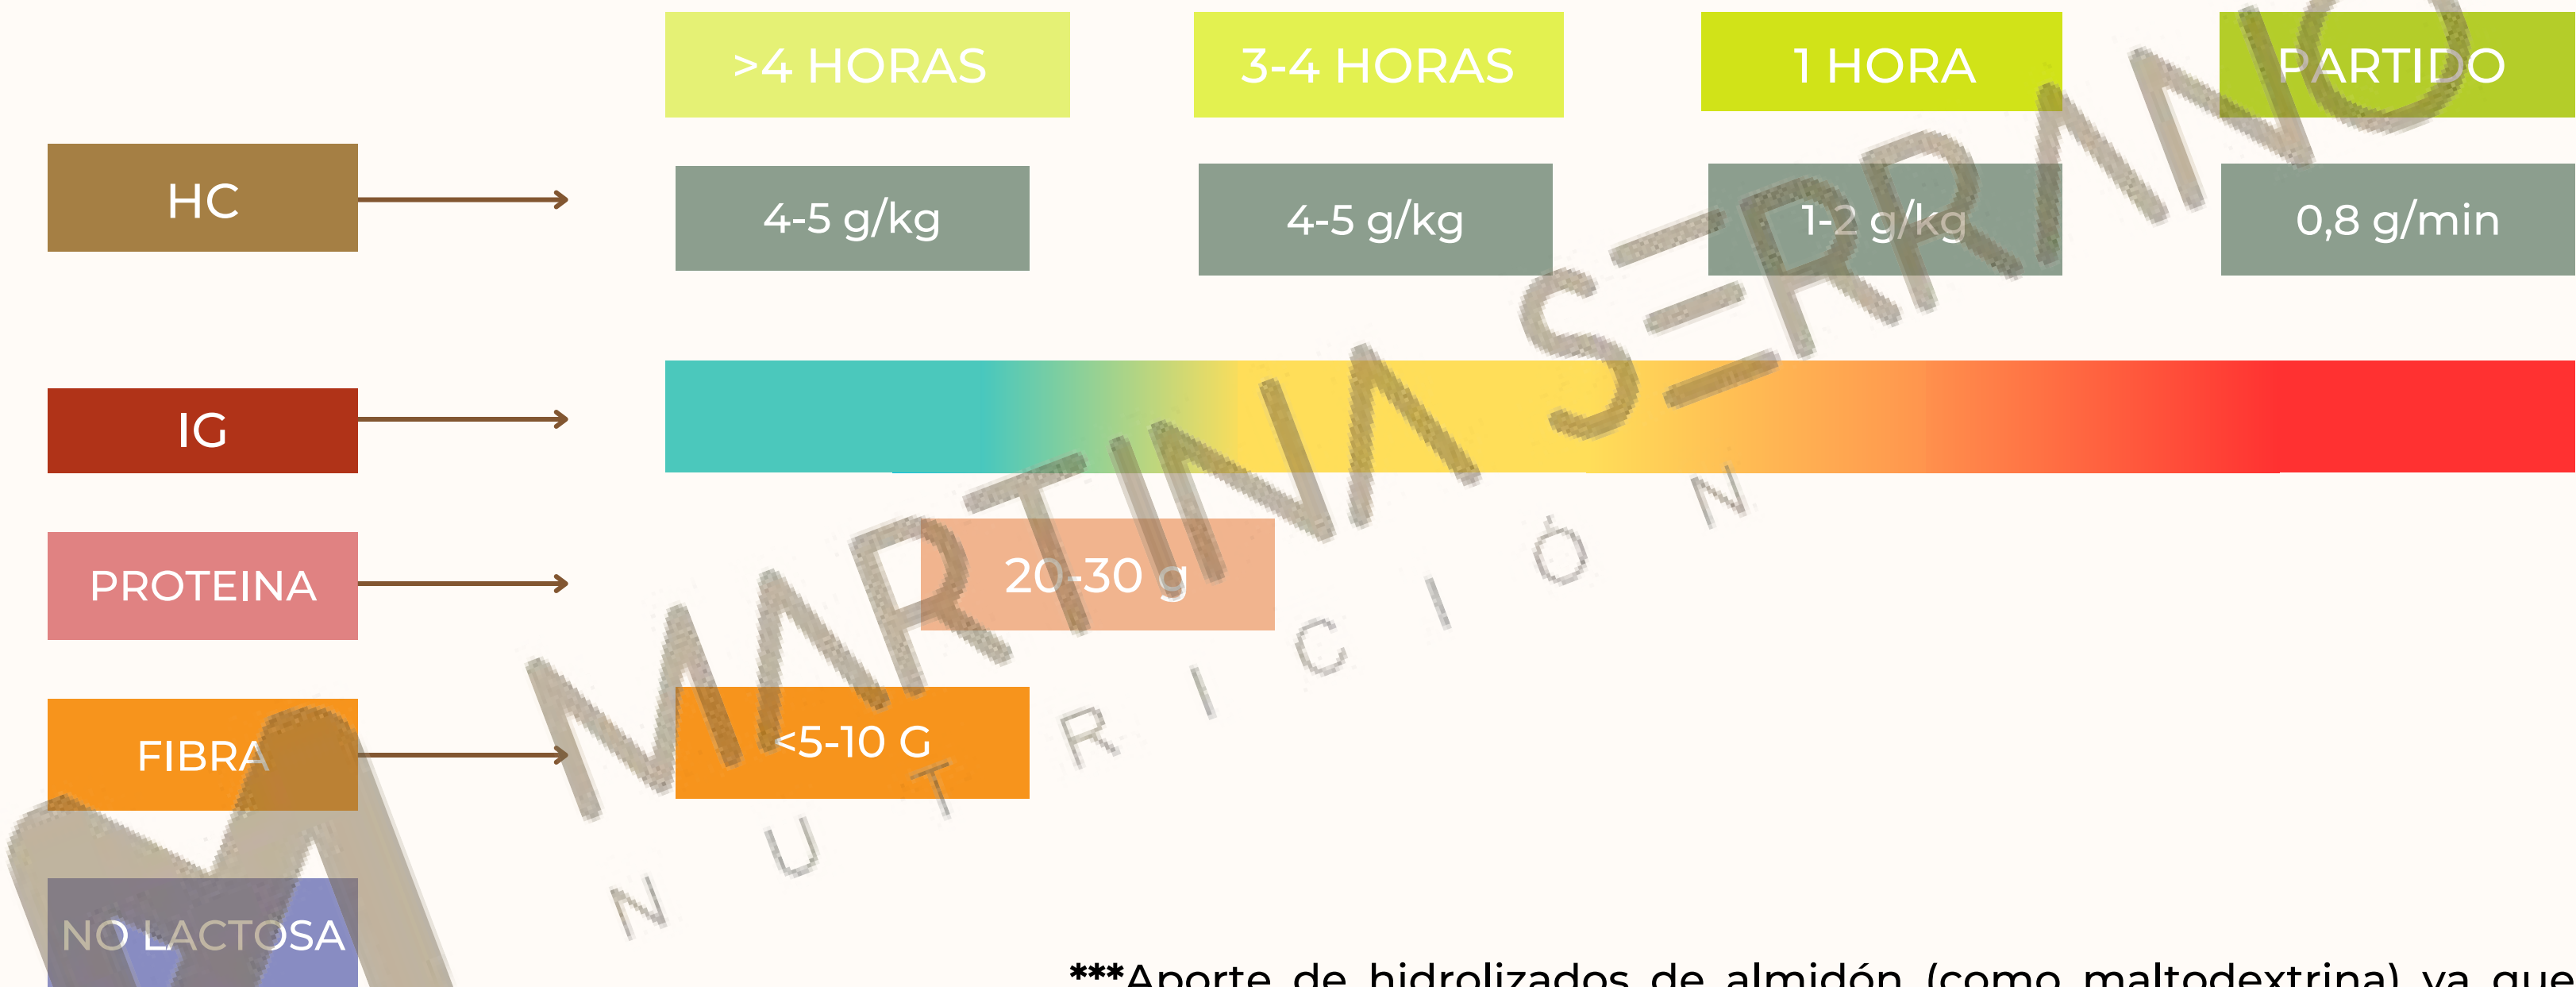 >4 HORAS
3-4 HORAS
1 HORA
PARTIDO
HC
4-5 g/kg
4-5 g/kg
1-2 g/kg
0,8 g/min
IG
PROTEINA
20-30 g
FIBRA
<5-10 G
NO LACTOSA
MARTINA SERRANO
NUTRICIÓN
***Aporte de hidrolizados de almidón (como maltodextrina) ya que